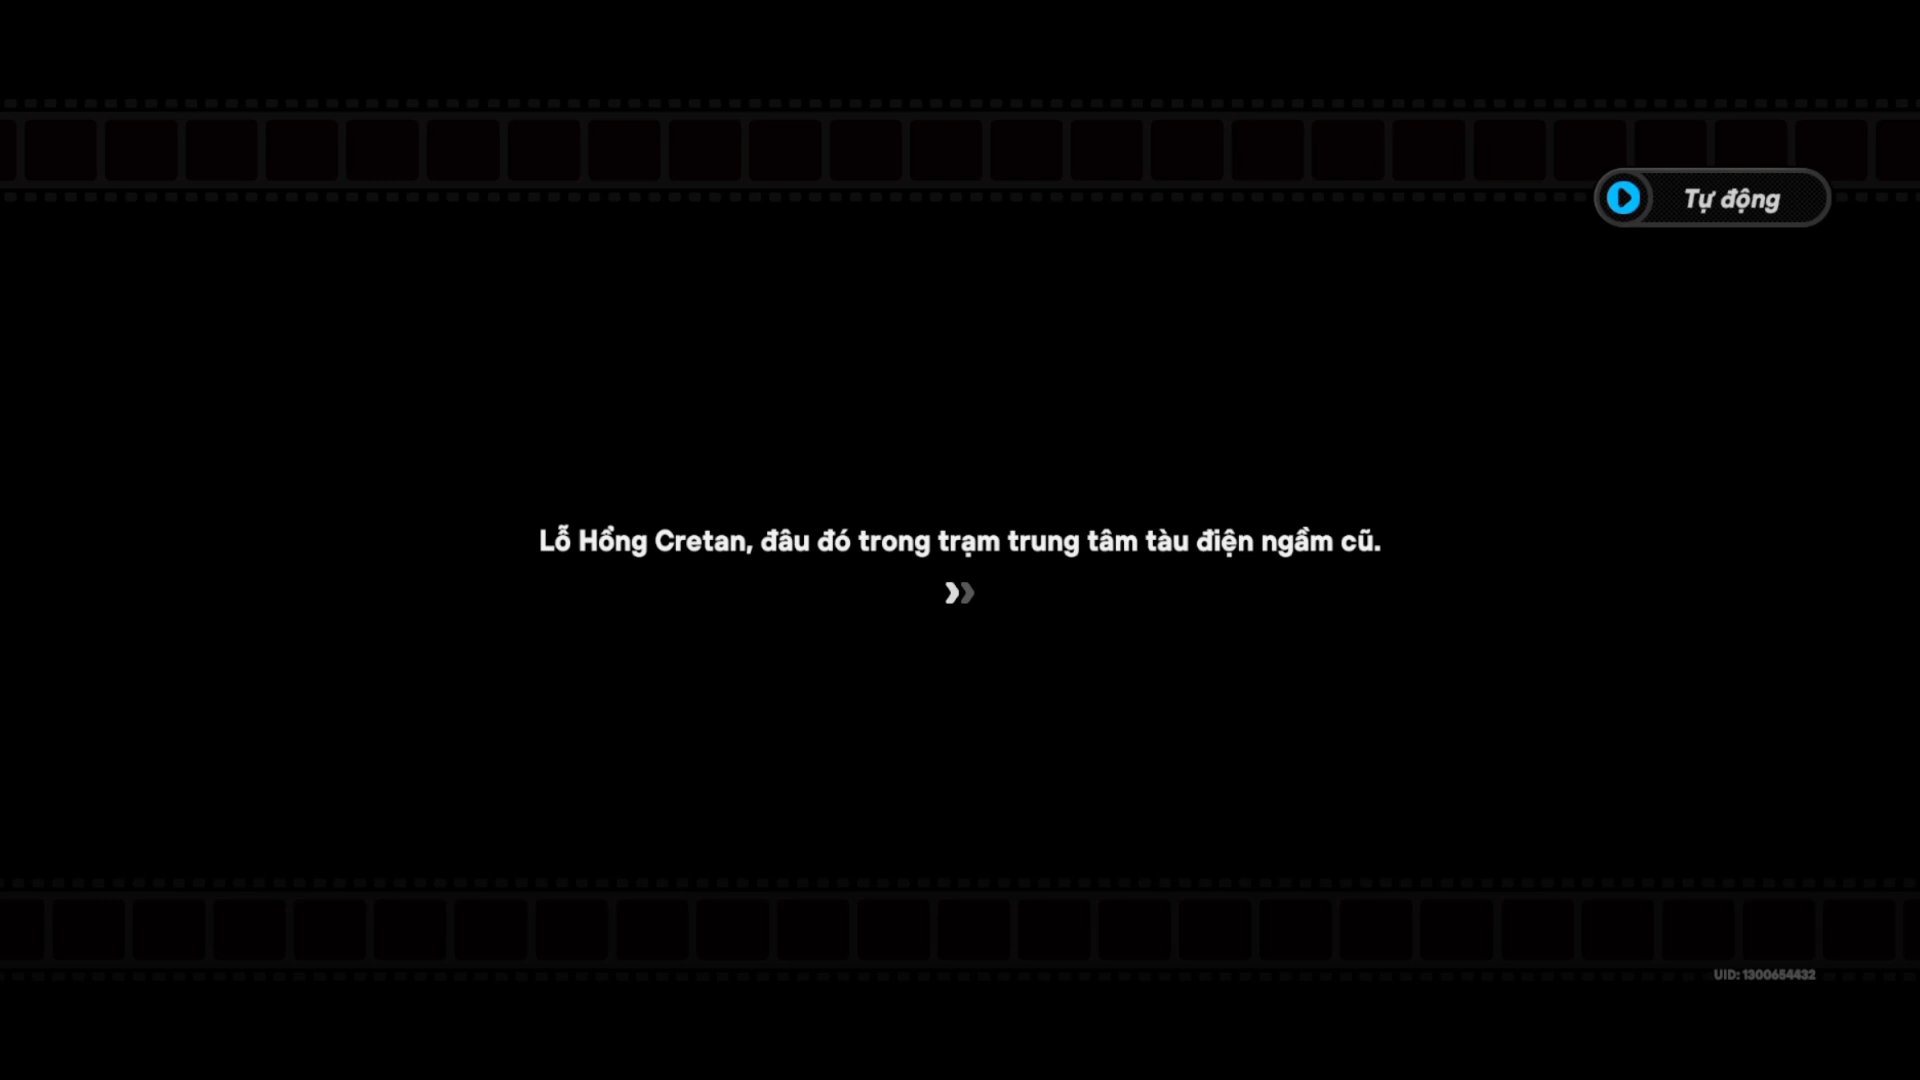 Tự động
Lỗ Hổng Cretan, đâu đó trong trạm trung tâm tàu điện ngầm cũ.
UID: 1300654432